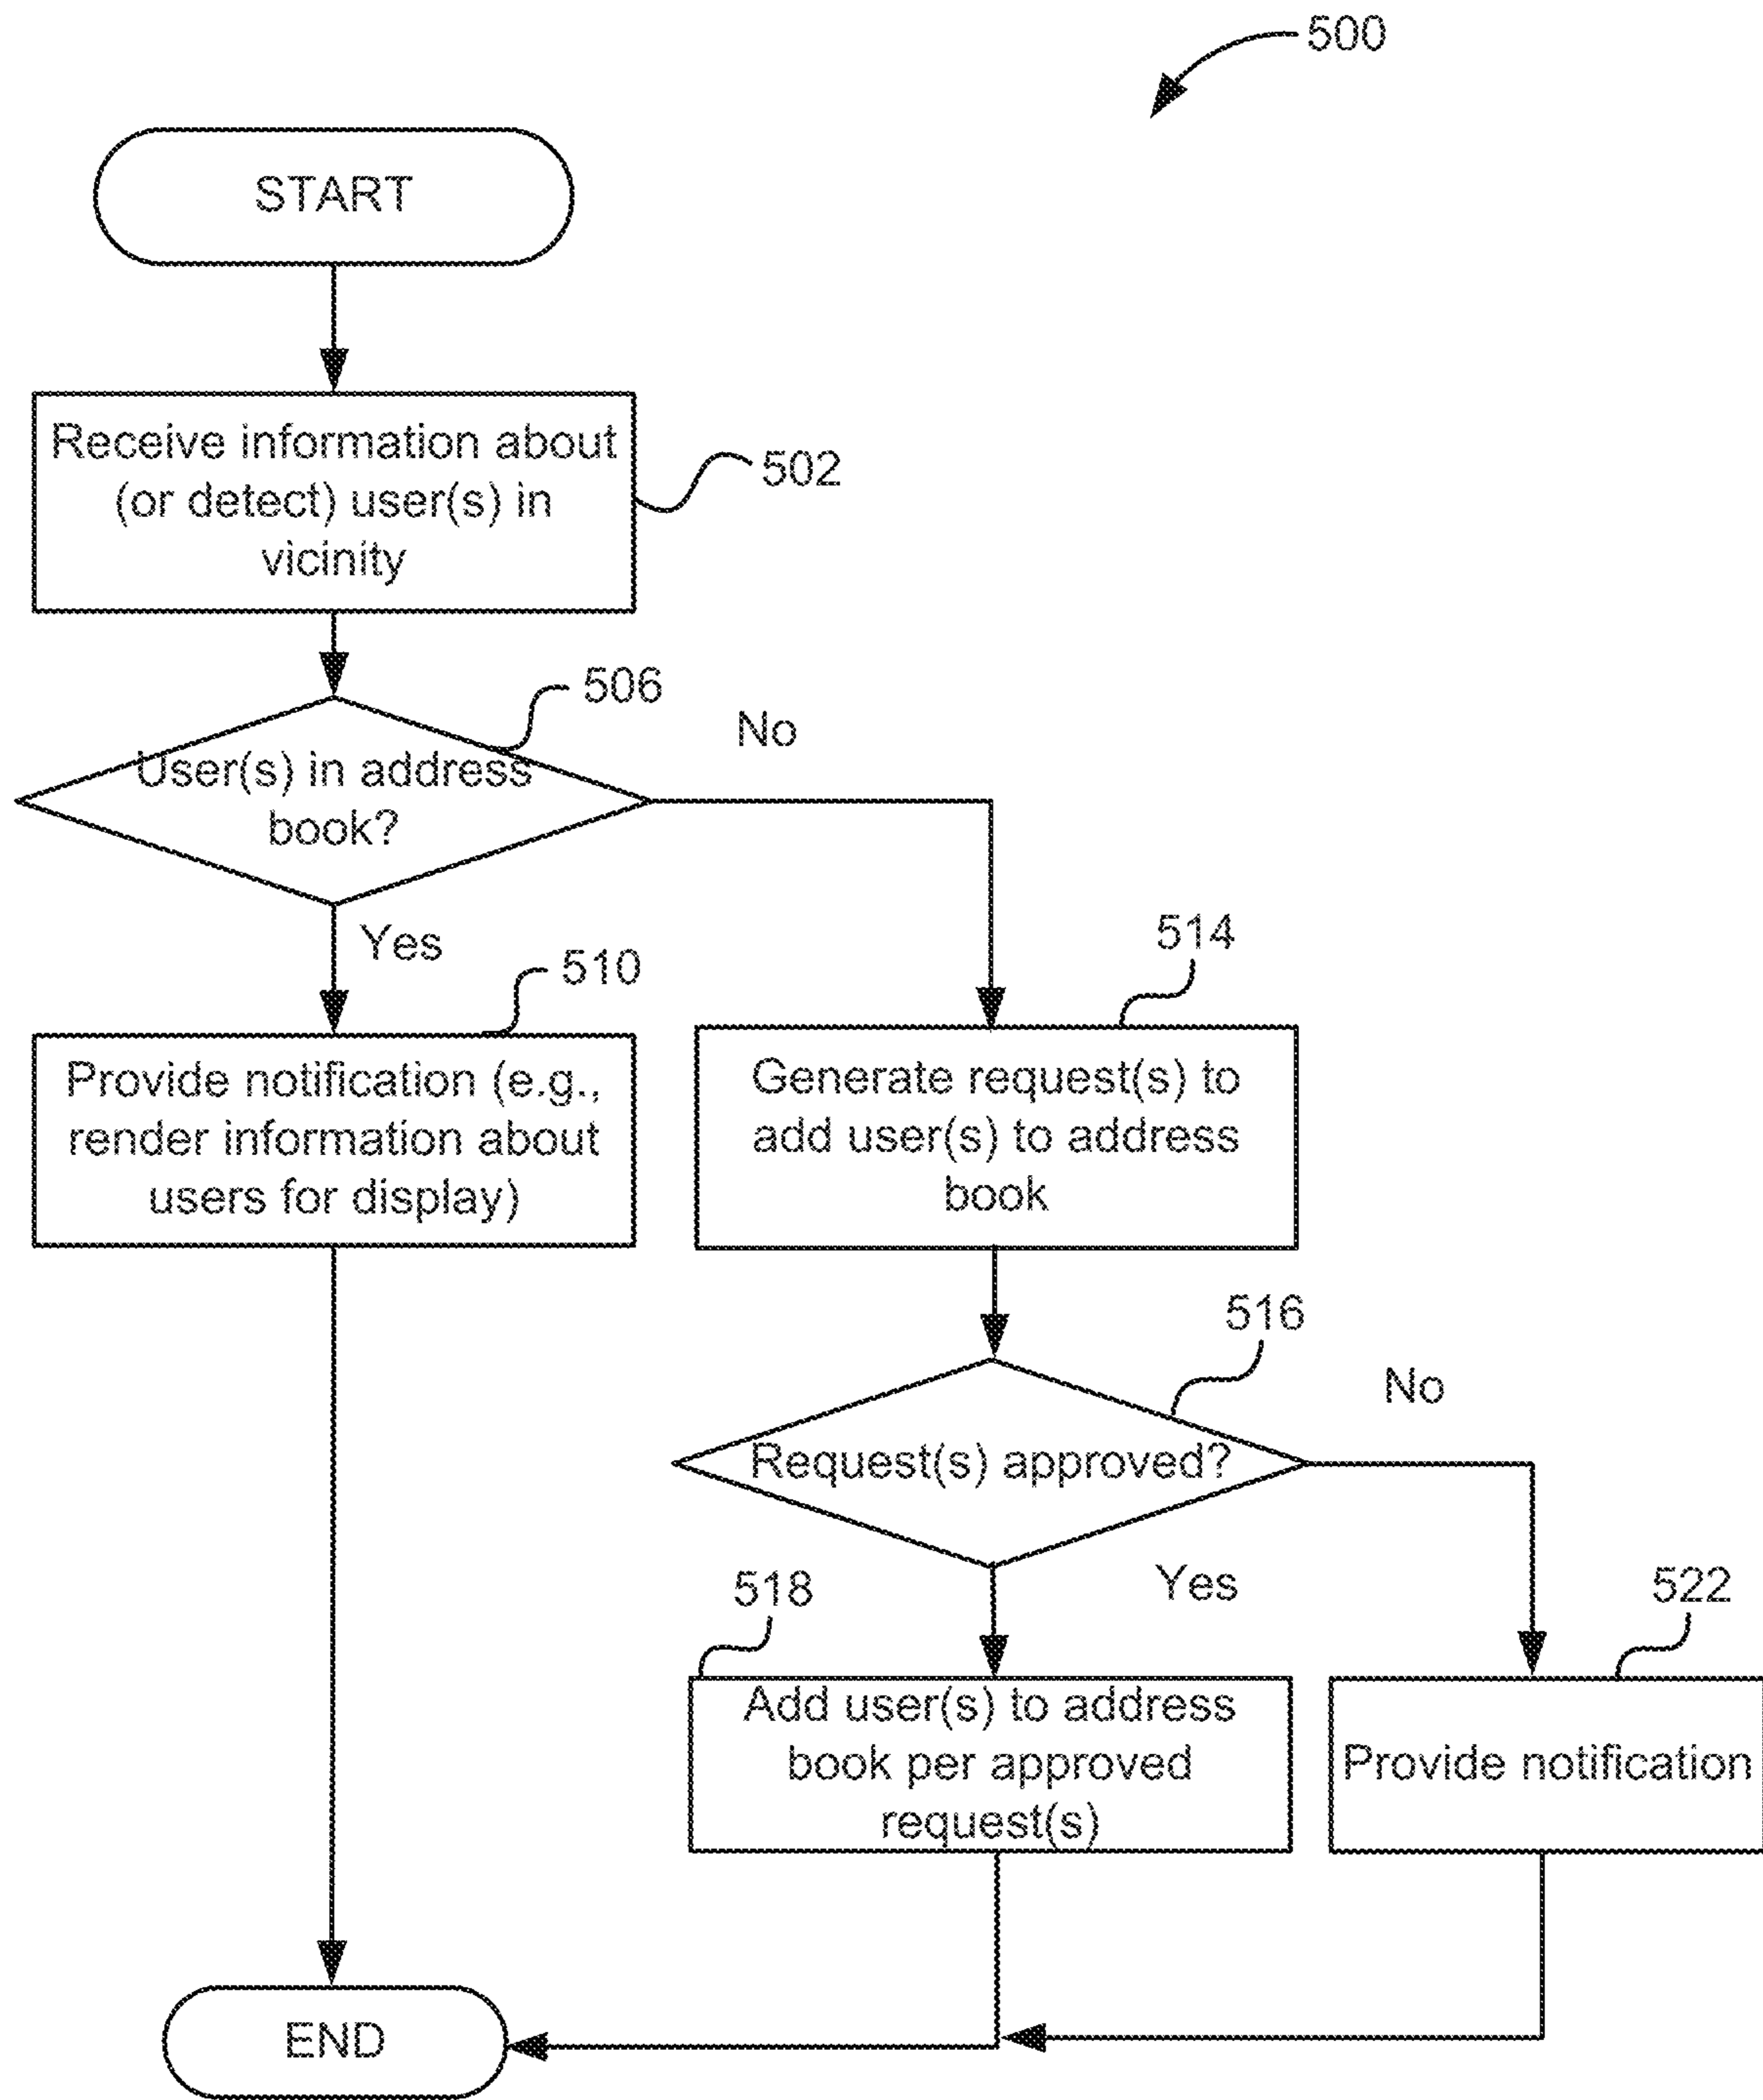 500
START
Receive information about
(or detect) user(s) in
vicinity
502
506
No
User(s) in address
book?
Yes
510
514
Provide notification (e.g.,
render information about
users for display)
Generate request(s) to
add user(s) to address
book
516
No
Request(s) approved?
Yes
518
522
Add user(s) to address
book per approved
request(s)
Provide notification
END